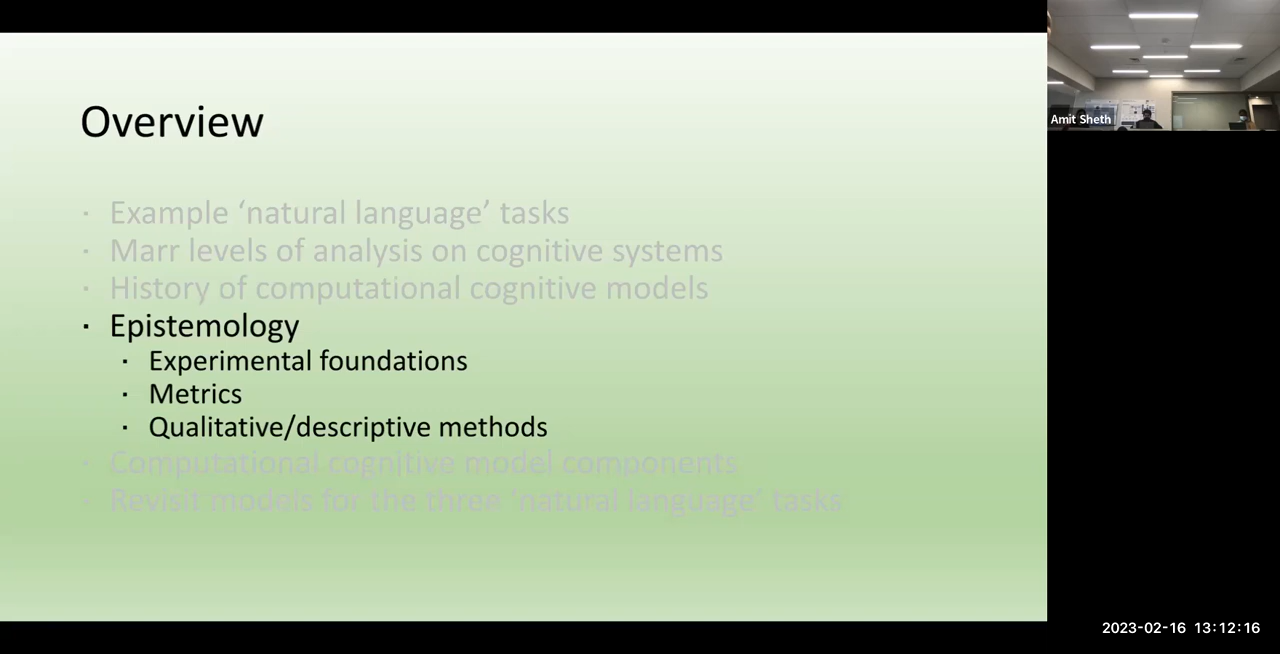 Overview
· Example ‘natural language’ tasks
· Marr levels of analysis on cognitive systems
· History of computational cognitive models
· Epistemology
· Experimental foundations
· Metrics
· Qualitative/descriptive methods
· Computational cognitive model components
· Revisit models for the three ‘natural language’ tasks
Amit Sheth
2023-02-16 13:12:16